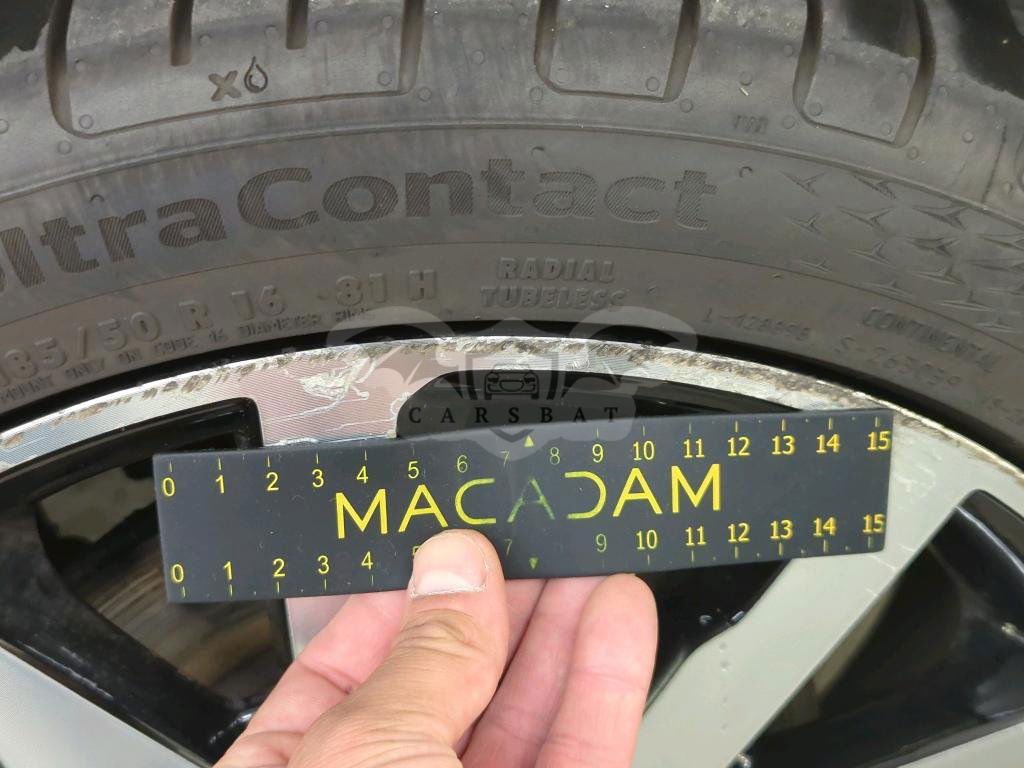 UltraContact
RADIAL
TUBELESS
185/50 R 16 81 H
CONTINENTAL
CARSBAT
0 1 2 3 4 5 6 7 8 9 10 11 12 13 14 15
MACADAM
0 1 2 3 4 5 7 9 10 11 12 13 14 15